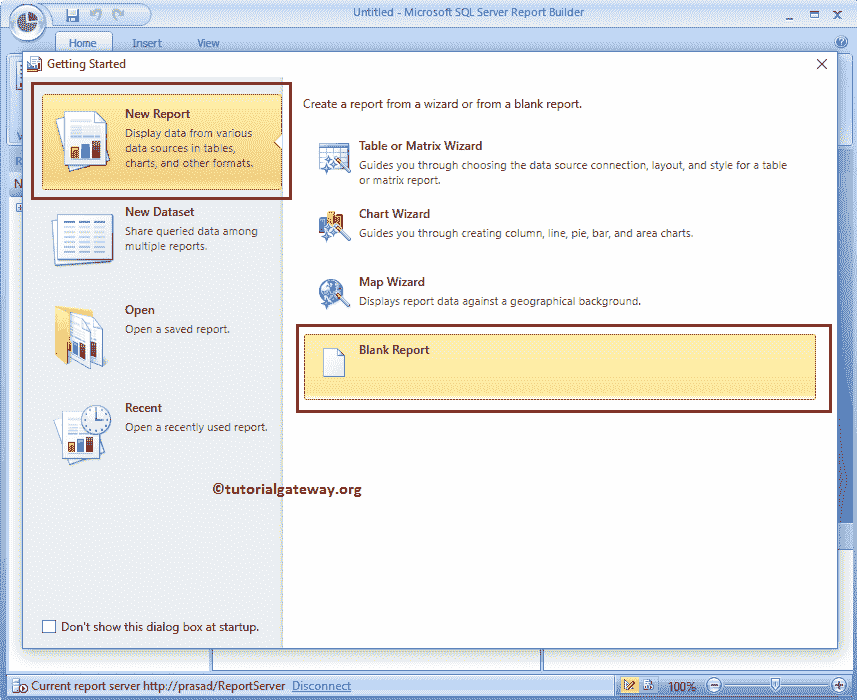 Untitled - Microsoft SQL Server Report Builder
Home Insert View
Getting Started
New Report
Display data from various
data sources in tables,
charts, and other formats.
New Dataset
Share queried data among
multiple reports.
Open
Open a saved report.
Recent
Open a recently used report.
Create a report from a wizard or from a blank report.
Table or Matrix Wizard
Guides you through choosing the data source connection, layout, and style for a table
or matrix report.
Chart Wizard
Guides you through creating column, line, pie, bar, and area charts.
Map Wizard
Displays report data against a geographical background.
Blank Report
©tutorialgateway.org
Don't show this dialog box at startup.
Current report server http://prasad/ReportServer Disconnect
100%